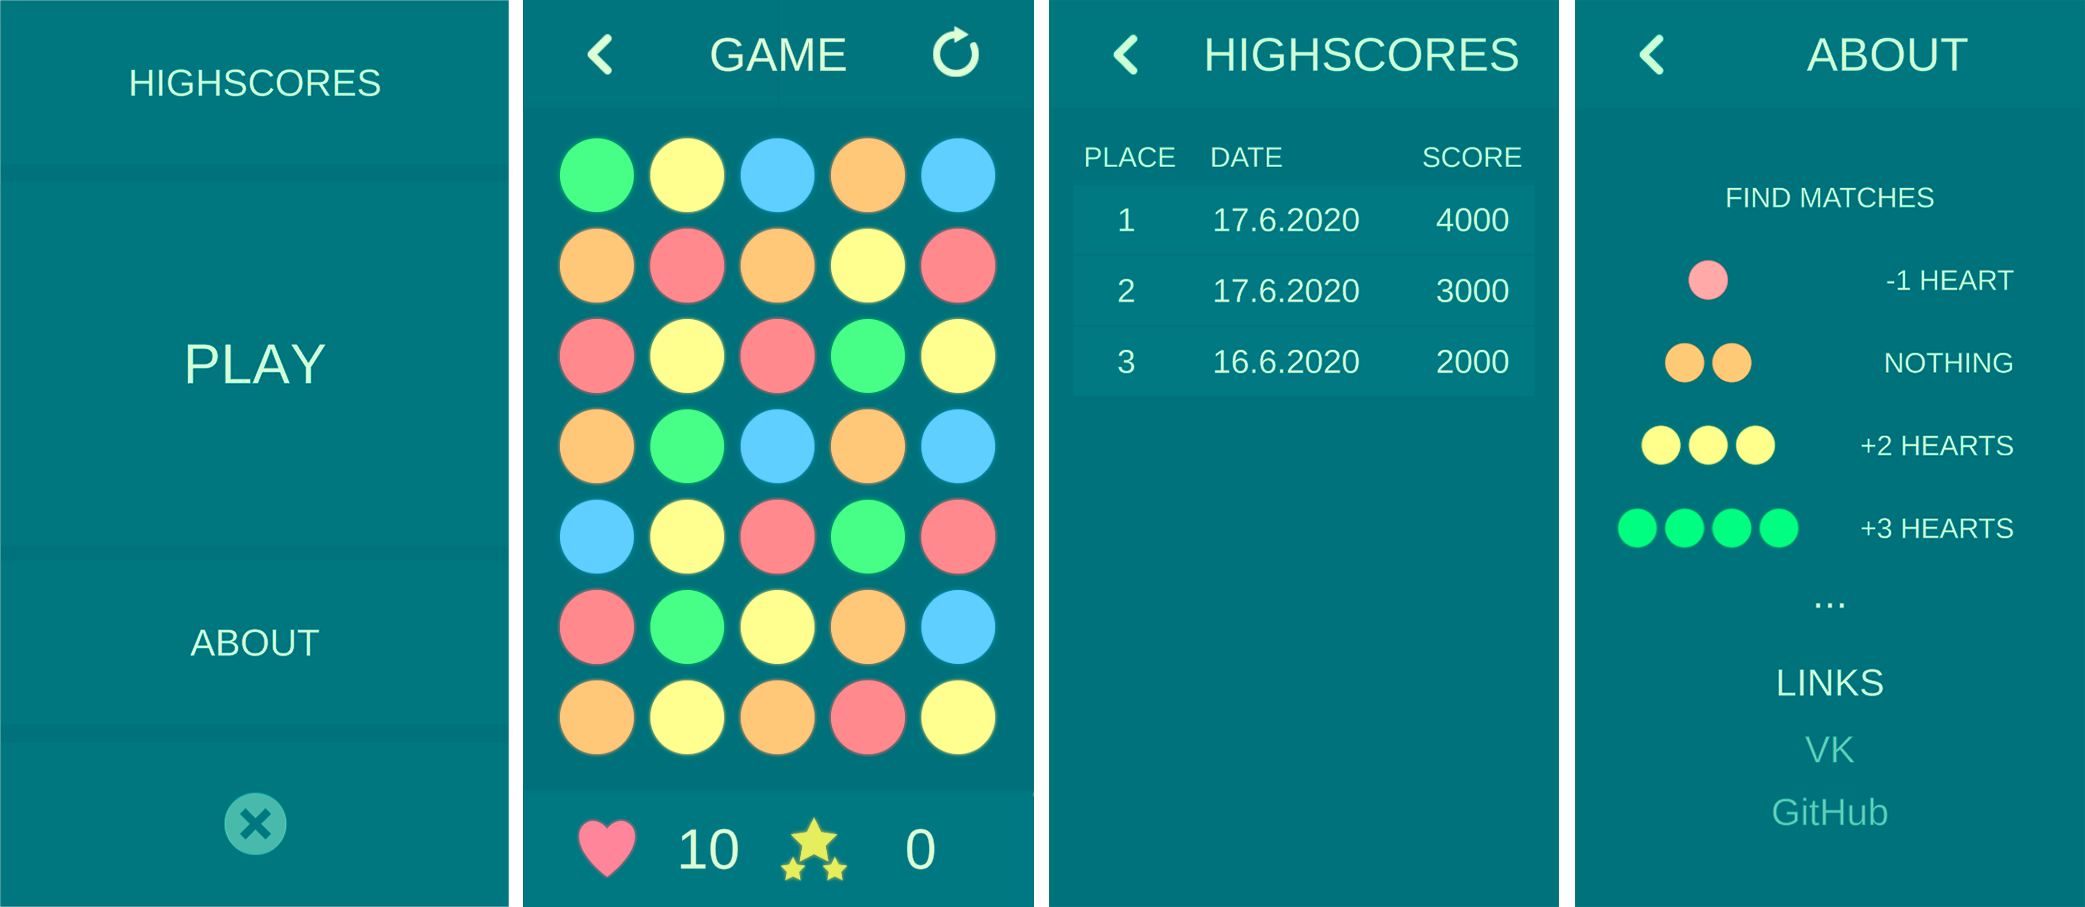 HIGHSCORES
PLAY
ABOUT
GAME
10 0
HIGHSCORES
PLACE DATE SCORE
1 17.6.2020 4000
2 17.6.2020 3000
3 16.6.2020 2000
ABOUT
FIND MATCHES
-1 HEART
NOTHING
+2 HEARTS
+3 HEARTS
...
LINKS
VK
GitHub